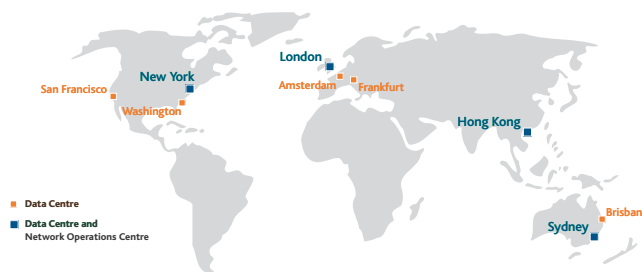 London
New York
San Francisco
Amsterdam
Frankfurt
Washington
Hong Kong
Data Centre
Brisban
Data Centre and
Sydney
Network Operations Centre